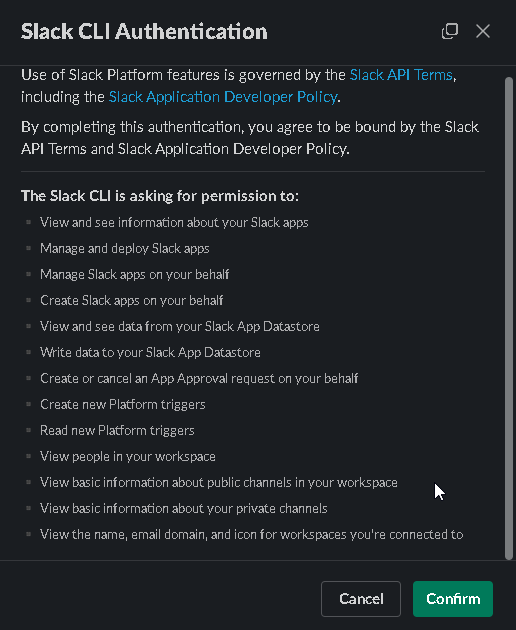 Slack CLI Authentication
Use of Slack Platform features is governed by the Slack API Terms,
including the Slack Application Developer Policy.
By completing this authentication, you agree to be bound by the Slack
API Terms and Slack Application Developer Policy.
The Slack CLI is asking for permission to:
View and see information about your Slack apps
Manage and deploy Slack apps
Manage Slack apps on your behalf
Create Slack apps on your behalf
View and see data from your Slack App Datastore
Write data to your Slack App Datastore
Create or cancel an App Approval request on your behalf
Create new Platform triggers
Read new Platform triggers
View people in your workspace
View basic information about public channels in your workspace
View basic information about your private channels
View the name, email domain, and icon for workspaces you're connected to
Cancel Confirm